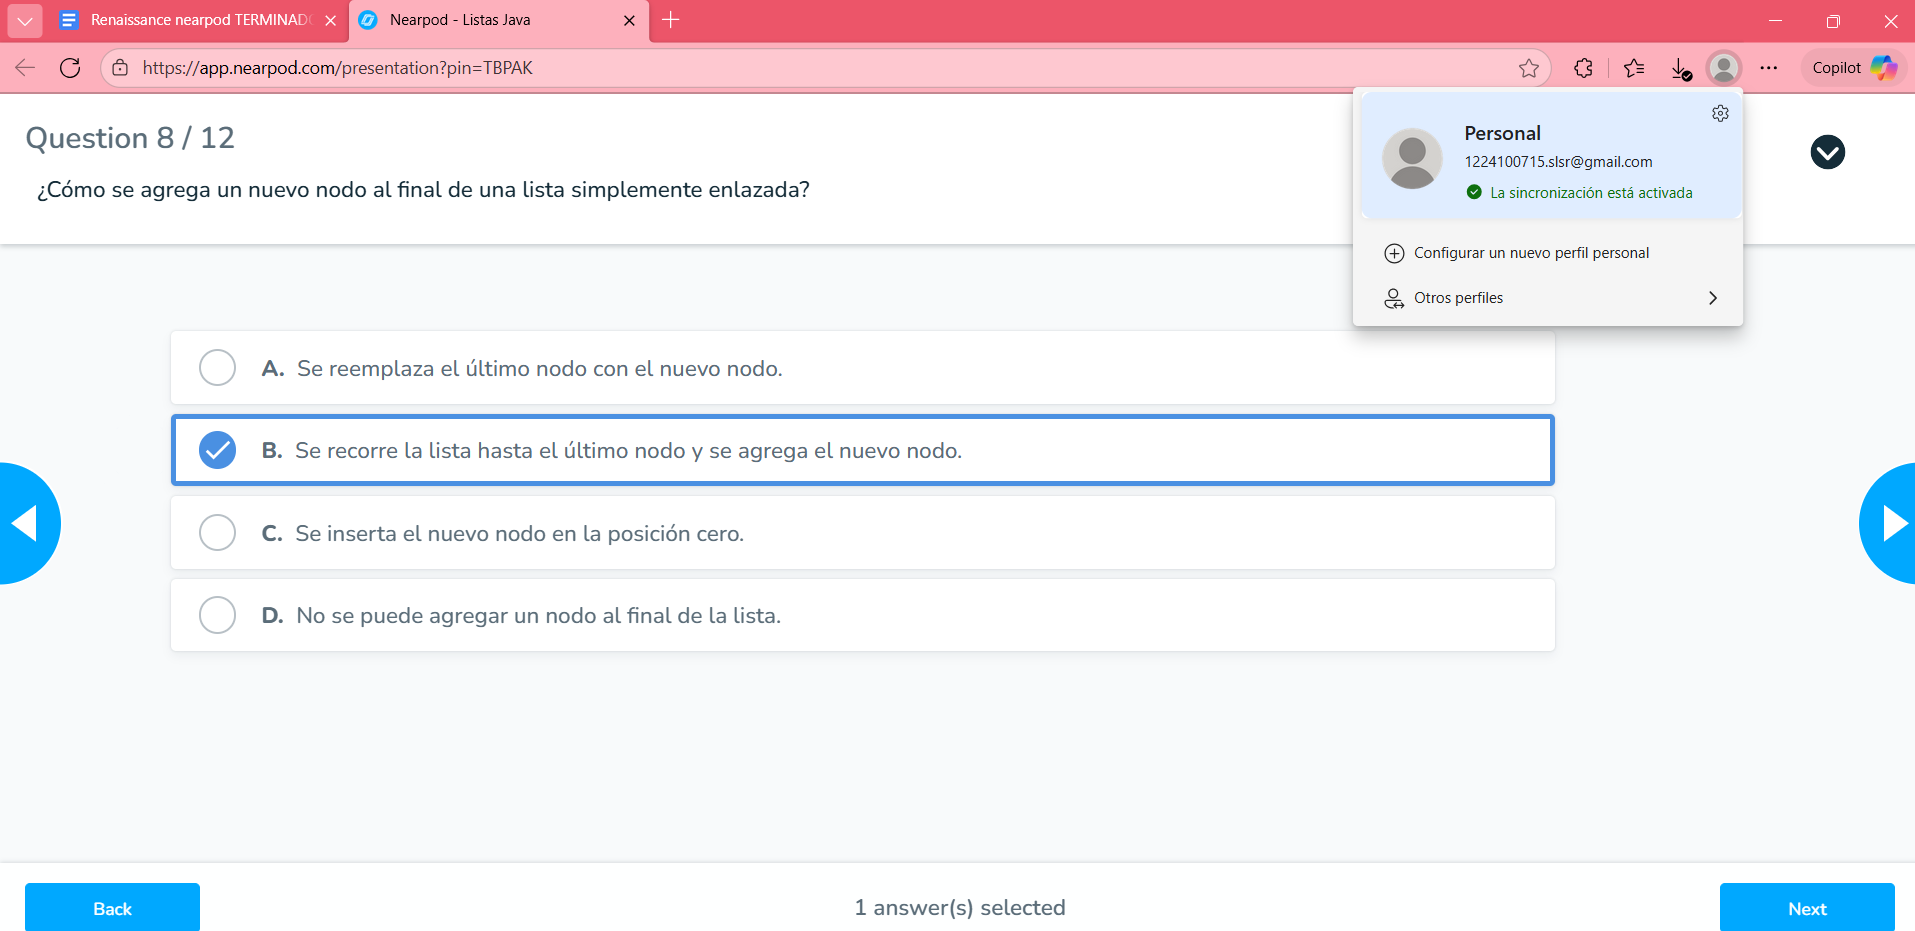 Renaissance nearpod TERMINADO
Nearpod - Listas Java
https://app.nearpod.com/presentation?pin=TBPAK
Copilot
Question 8 / 12
¿Cómo se agrega un nuevo nodo al final de una lista simplemente enlazada?
Personal
1224100715.slsr@gmail.com
La sincronización está activada
Configurar un nuevo perfil personal
Otros perfiles
A. Se reemplaza el último nodo con el nuevo nodo.
B. Se recorre la lista hasta el último nodo y se agrega el nuevo nodo.
C. Se inserta el nuevo nodo en la posición cero.
D. No se puede agregar un nodo al final de la lista.
Back
1 answer(s) selected
Next